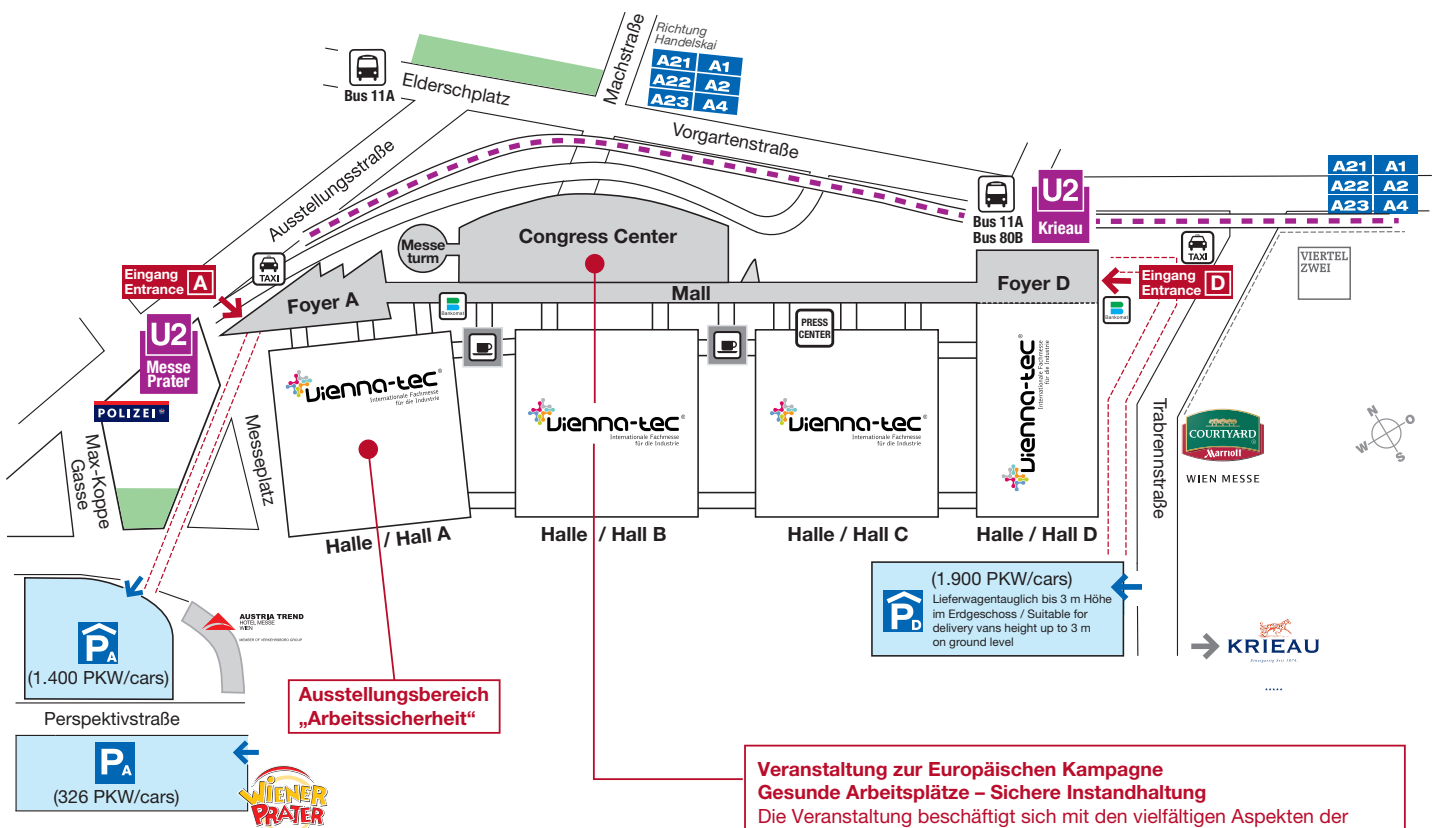 Richtung
Handelskai
A21 A1
A22 A2
A23 A4
Machstraße
Bus 11A
Elderschplatz
Vorgartenstraße
Ausstellungsstraße
A21 A1
A22 A2
A23 A4
U2
Krieau
Bus 11A
Bus 80B
Congress Center
Messe
turm
TAXI
TAXI
VIERTEL
ZWEI
Eingang
Entrance A
Foyer A
Mall
Foyer D
Eingang
Entrance D
Bankomat
Bankomat
PRESS
CENTER
U2
Messe
Prater
POLIZEI
vienna-tec®
Internationale Fachmesse
für die Industrie
vienna-tec®
Internationale Fachmesse
für die Industrie
vienna-tec®
Internationale Fachmesse
für die Industrie
vienna-tec®
Internationale Fachmesse
für die Industrie
Max-Koppe
Gasse
Messeplatz
Trabrennstraße
COURTYARD
Marriott
WIEN MESSE
N
O
W
S
Halle / Hall A
Halle / Hall B
Halle / Hall C
Halle / Hall D
(1.900 PKW/cars)
P D
Lieferwagentauglich bis 3 m Höhe
im Erdgeschoss / Suitable for
delivery vans height up to 3 m
on ground level
AUSTRIA TREND
HOTEL MESSE
WIEN
MEMBER OF VERKEHRSBÜRO GROUP
P A
(1.400 PKW/cars)
KRIEAU
.....
Perspektivstraße
P A
(326 PKW/cars)
WIENER
PRATER
Ausstellungsbereich
„Arbeitssicherheit“
Veranstaltung zur Europäischen Kampagne
Gesunde Arbeitsplätze – Sichere Instandhaltung
Die Veranstaltung beschäftigt sich mit den vielfältigen Aspekten der